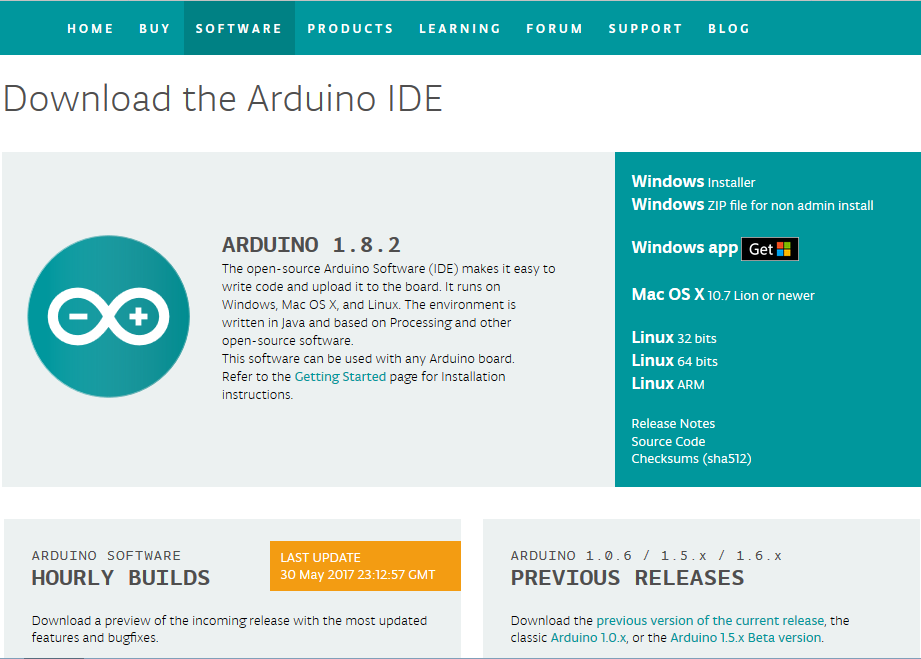 HOME BUY SOFTWARE PRODUCTS LEARNING FORUM SUPPORT BLOG
Download the Arduino IDE
ARDUINO 1.8.2
The open-source Arduino Software (IDE) makes it easy to
write code and upload it to the board. It runs on
Windows, Mac OS X, and Linux. The environment is
written in Java and based on Processing and other
open-source software.
This software can be used with any Arduino board.
Refer to the Getting Started page for Installation
instructions.
Windows Installer
Windows ZIP file for non admin install
Windows app Get
Mac OS X 10.7 Lion or newer
Linux 32 bits
Linux 64 bits
Linux ARM
Release Notes
Source Code
Checksums (sha512)
ARDUINO SOFTWARE
HOURLY BUILDS
LAST UPDATE
30 May 2017 23:12:57 GMT
Download a preview of the incoming release with the most updated
features and bugfixes.
ARDUINO 1.0.6 / 1.5.x / 1.6.x
PREVIOUS RELEASES
Download the previous version of the current release, the
classic Arduino 1.0.x, or the Arduino 1.5.x Beta version.